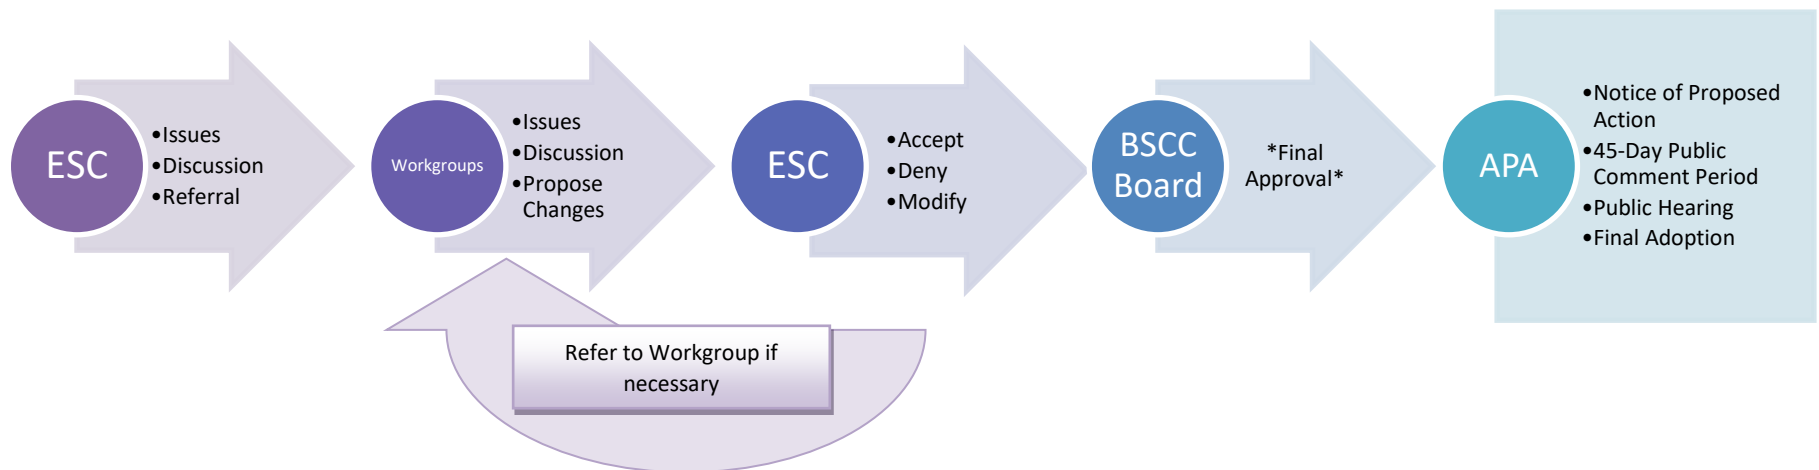 ESC
•Issues
•Discussion
•Referral
Workgroups
•Issues
•Discussion
•Propose
Changes
ESC
•Accept
•Deny
•Modify
BSCC
Board
*Final
Approval*
APA
•Notice of Proposed
Action
•45-Day Public
Comment Period
•Public Hearing
•Final Adoption
Refer to Workgroup if
necessary